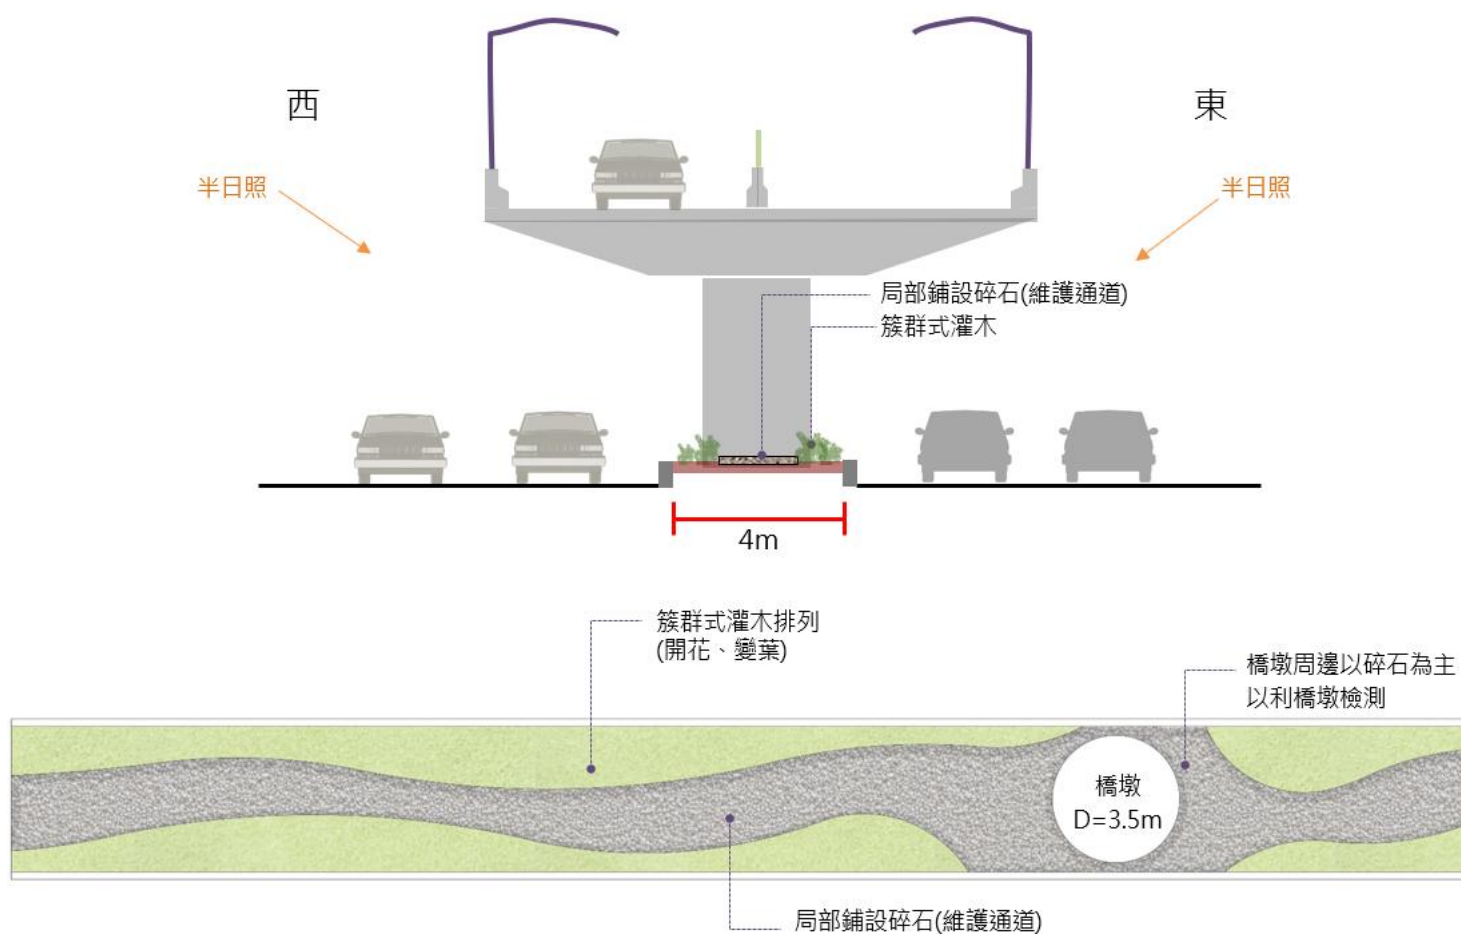 西
東
半日照
半日照
局部鋪設碎石(維護通道)
簇群式灌木
4m
簇群式灌木排列
(開花、變葉)
橋墩周邊以碎石為主
以利橋墩檢測
橋墩
D=3.5m
局部鋪設碎石(維護通道)